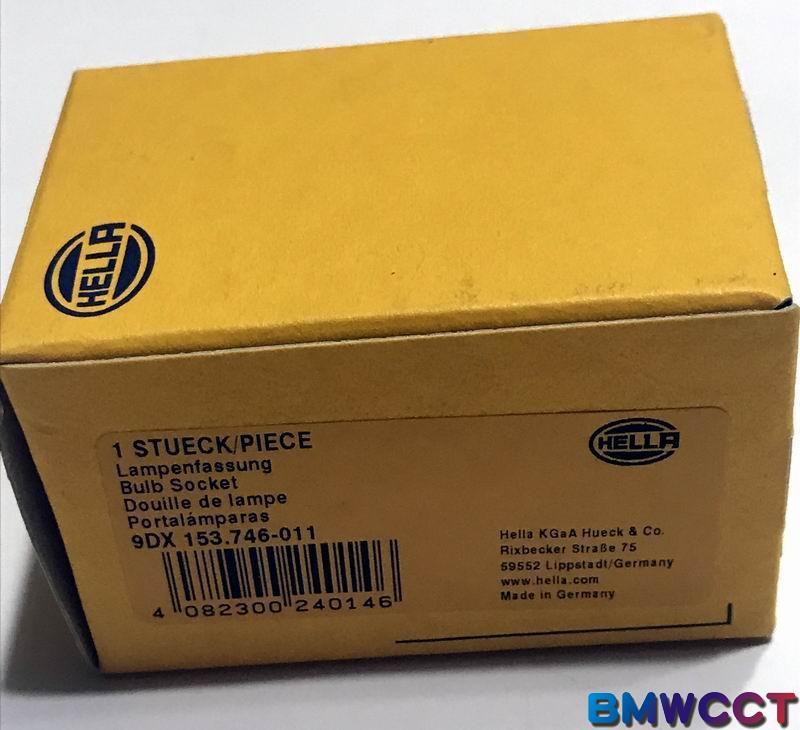 HELLA
1 STUECK/PIECE
Lampenfassung
Bulb Socket
Douille de lampe
Portalámparas
9DX 153.746-011
4 082300 240146
HELLA
Hella KGaA Hueck & Co.
Rixbecker Straße 75
59552 Lippstadt/Germany
www.hella.com
Made in Germany
BMWCCT